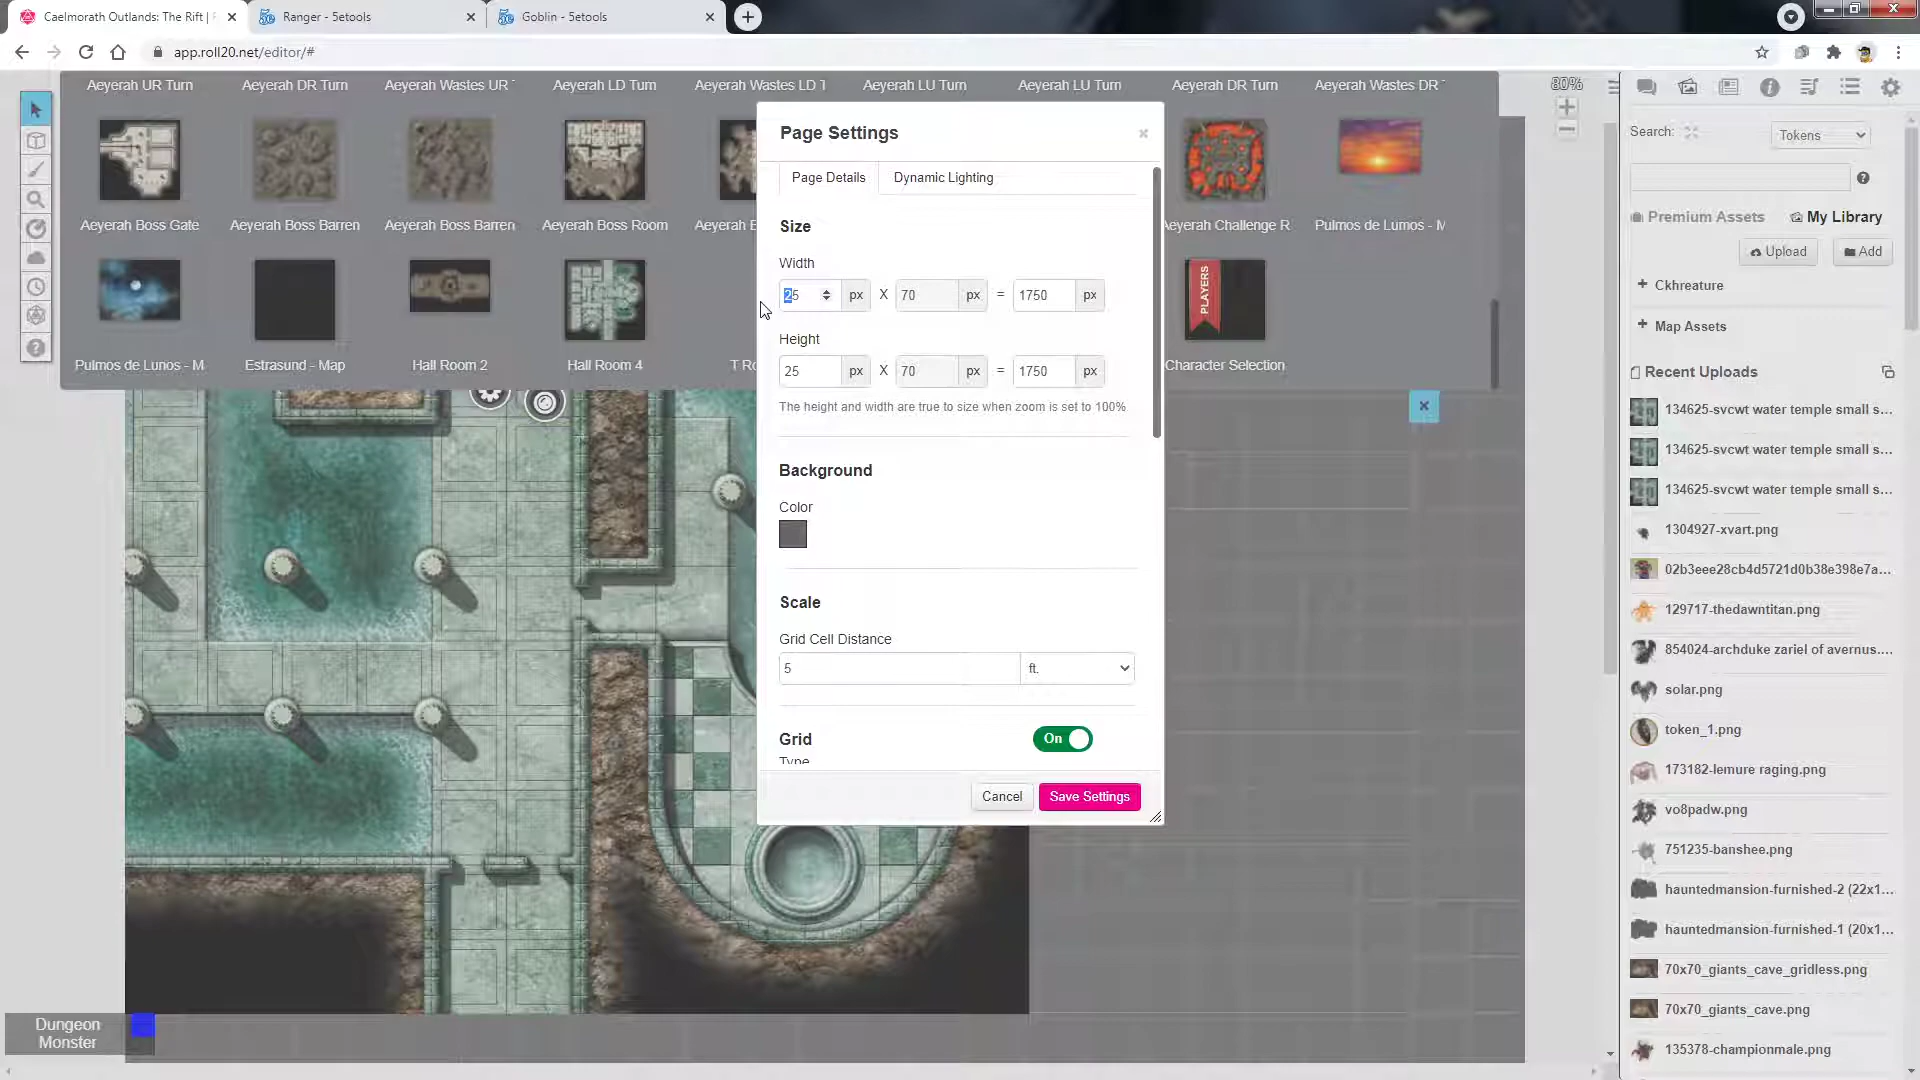 Caelmorath Outlands: The Rift |
Ranger - 5etools
Goblin - 5etools
app.roll20.net/editor/#
Aeyerah UR Turn
Aeyerah DR Turn
Aeyerah Wastes UR
Aeyerah LD Turn
Aeyerah Wastes LD T
Aeyerah LU Turn
Aeyerah LU Turn
Aeyerah DR Turn
Aeyerah Wastes DR
80%
Aeyerah Boss Gate
Aeyerah Boss Barren
Aeyerah Boss Barren
Aeyerah Boss Room
Aeyerah B
Aeyerah Challenge R
Pulmos de Lumos - M
Pulmos de Lunos - M
Estrasund - Map
Hall Room 2
Hall Room 4
T Ro
PLAYERS
Character Selection
Page Settings
Page Details
Dynamic Lighting
Size
Width
25 px X 70 px = 1750 px
Height
25 px X 70 px = 1750 px
The height and width are true to size when zoom is set to 100%.
Background
Color
Scale
Grid Cell Distance
5 ft.
Grid
On
Type
Cancel
Save Settings
Search:
Tokens
Premium Assets
My Library
Upload
Add
+ Ckhreature
+ Map Assets
Recent Uploads
134625-svcwt water temple small s...
134625-svcwt water temple small s...
134625-svcwt water temple small s...
1304927-xvart.png
02b3eee28cb4d5721d0b38e398e7a...
129717-thedawntitan.png
854024-archduke zariel of avernus....
solar.png
token_1.png
173182-lemure raging.png
vo8padw.png
751235-banshee.png
hauntedmansion-furnished-2 (22x1...
hauntedmansion-furnished-1 (20x1...
70x70_giants_cave_gridless.png
70x70_giants_cave.png
135378-championmale.png
Dungeon
Monster